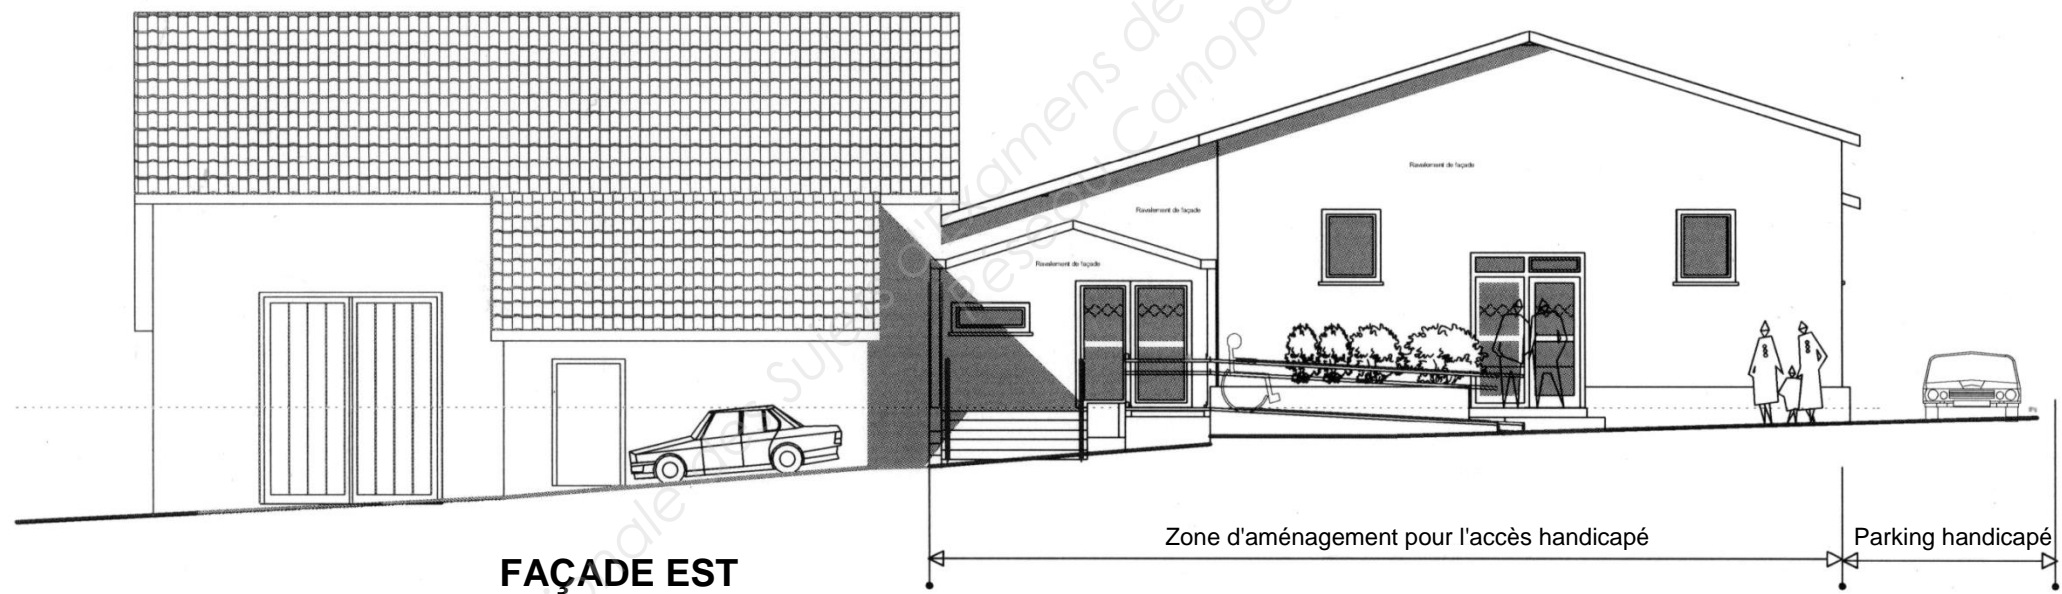 Ravalement de façade
Ravalement de façade
Ravalement de façade
Zone d'aménagement pour l'accès handicapé
Parking handicapé
FAÇADE EST